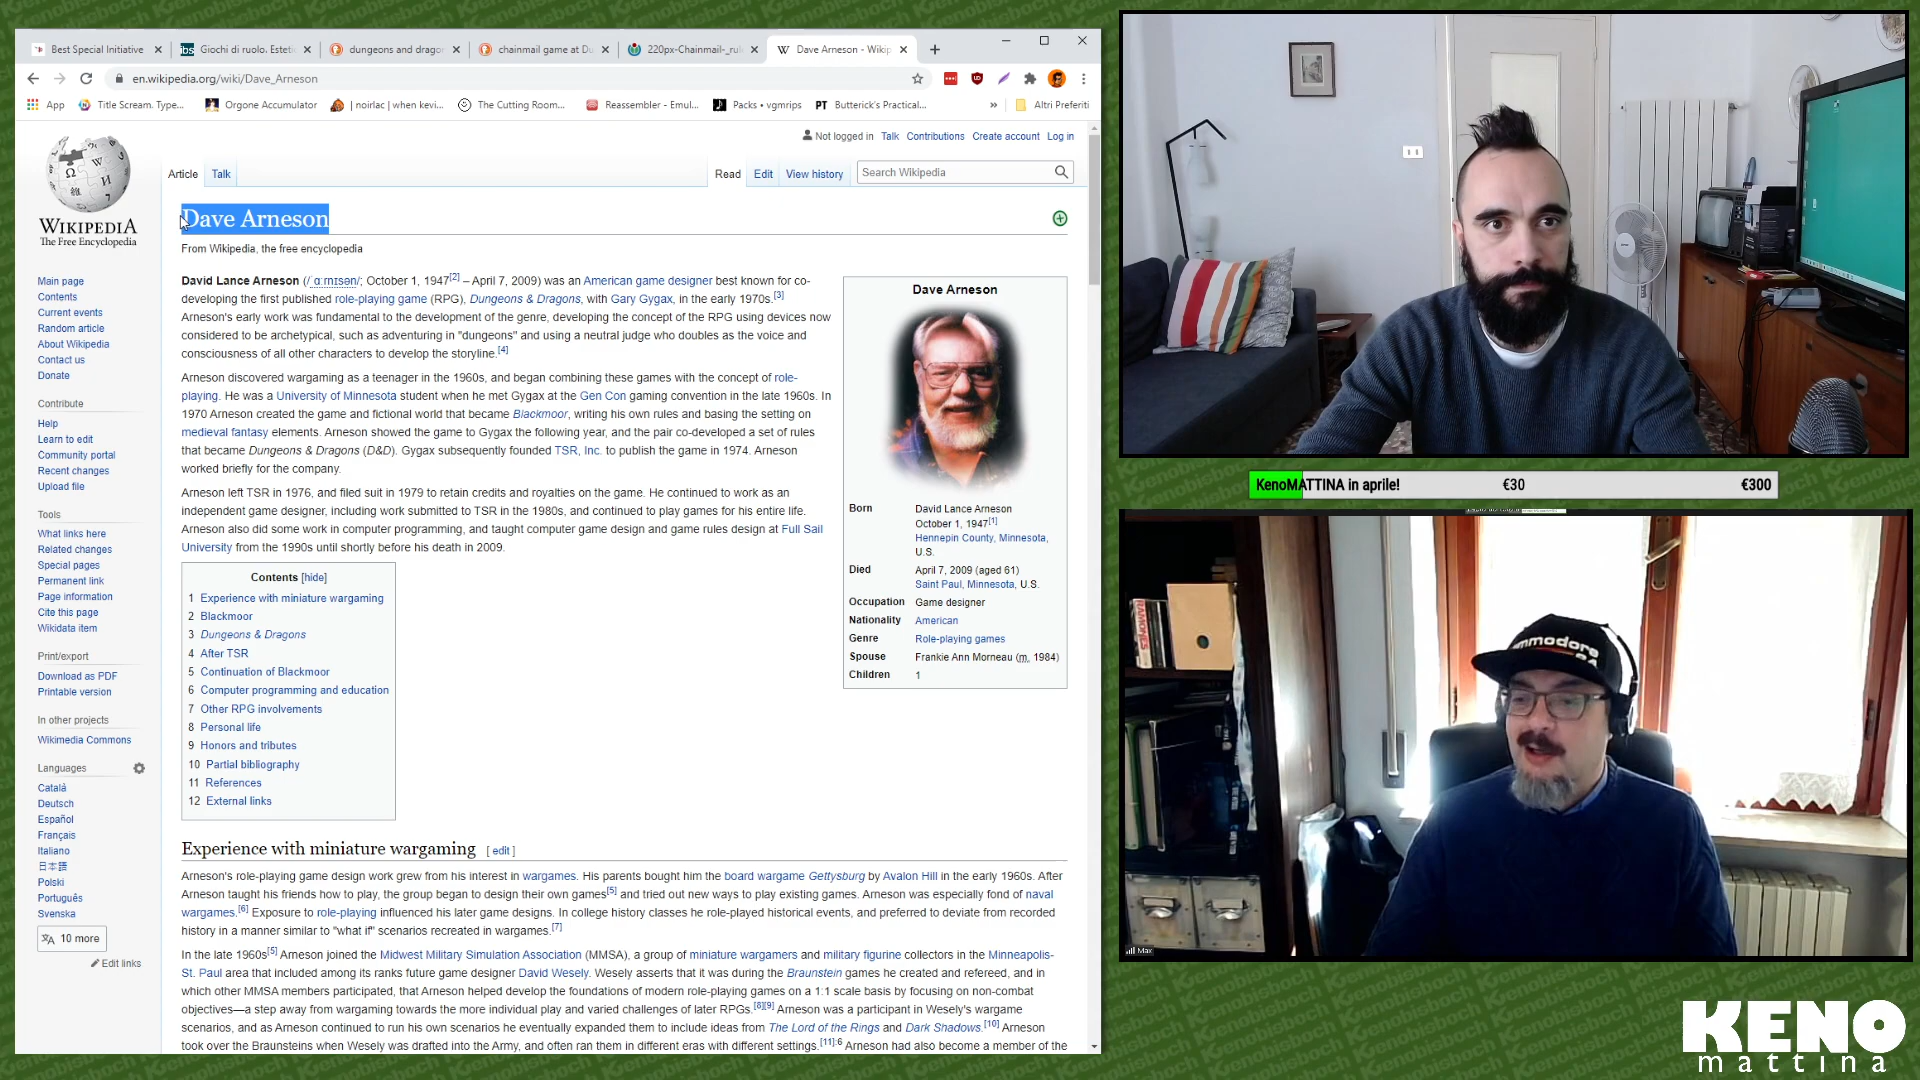 Best Special Initiative
Giochi di ruolo. Esteti
dungeons and drago
chainmail game at Du
220px-Chainmail-_rul
Dave Arneson - Wikip
en.wikipedia.org/wiki/Dave_Arneson
App
Title Scream. Type...
Orgone Accumulator
| noirlac | when kevi...
The Cutting Room...
Reassembler - Emul...
Packs • vgmrips
Butterick's Practical...
»
Altri Preferiti
Not logged in Talk Contributions Create account Log in
Article Talk
Read Edit View history
Search Wikipedia
WIKIPEDIA
The Free Encyclopedia
Main page
Contents
Current events
Random article
About Wikipedia
Contact us
Donate
Contribute
Help
Learn to edit
Community portal
Recent changes
Upload file
Tools
What links here
Related changes
Special pages
Permanent link
Page information
Cite this page
Wikidata item
Print/export
Download as PDF
Printable version
In other projects
Wikimedia Commons
Languages
Català
Deutsch
Español
Français
Italiano
日本語
Polski
Português
Svenska
10 more
Edit links
Dave Arneson
From Wikipedia, the free encyclopedia
David Lance Arneson (/ˈɑːrnɪsən/; October 1, 1947[2] – April 7, 2009) was an American game designer best known for co-
developing the first published role-playing game (RPG), Dungeons & Dragons, with Gary Gygax, in the early 1970s.[3]
Arneson's early work was fundamental to the development of the genre, developing the concept of the RPG using devices now
considered to be archetypical, such as adventuring in "dungeons" and using a neutral judge who doubles as the voice and
consciousness of all other characters to develop the storyline.[4]
Arneson discovered wargaming as a teenager in the 1960s, and began combining these games with the concept of role-
playing. He was a University of Minnesota student when he met Gygax at the Gen Con gaming convention in the late 1960s. In
1970 Arneson created the game and fictional world that became Blackmoor, writing his own rules and basing the setting on
medieval fantasy elements. Arneson showed the game to Gygax the following year, and the pair co-developed a set of rules
that became Dungeons & Dragons (D&D). Gygax subsequently founded TSR, Inc. to publish the game in 1974. Arneson
worked briefly for the company.
Arneson left TSR in 1976, and filed suit in 1979 to retain credits and royalties on the game. He continued to work as an
independent game designer, including work submitted to TSR in the 1980s, and continued to play games for his entire life.
Arneson also did some work in computer programming, and taught computer game design and game rules design at Full Sail
University from the 1990s until shortly before his death in 2009.
Contents [hide]
1 Experience with miniature wargaming
2 Blackmoor
3 Dungeons & Dragons
4 After TSR
5 Continuation of Blackmoor
6 Computer programming and education
7 Other RPG involvements
8 Personal life
9 Honors and tributes
10 Partial bibliography
11 References
12 External links
Dave Arneson
Born David Lance Arneson
October 1, 1947[1]
Hennepin County, Minnesota,
U.S.
Died April 7, 2009 (aged 61)
Saint Paul, Minnesota, U.S.
Occupation Game designer
Nationality American
Genre Role-playing games
Spouse Frankie Ann Morneau (m. 1984)
Children 1
Experience with miniature wargaming [ edit ]
Arneson's role-playing game design work grew from his interest in wargames. His parents bought him the board wargame Gettysburg by Avalon Hill in the early 1960s. After
Arneson taught his friends how to play, the group began to design their own games[5] and tried out new ways to play existing games. Arneson was especially fond of naval
wargames.[6] Exposure to role-playing influenced his later game designs. In college history classes he role-played historical events, and preferred to deviate from recorded
history in a manner similar to "what if" scenarios recreated in wargames.[7]
In the late 1960s[5] Arneson joined the Midwest Military Simulation Association (MMSA), a group of miniature wargamers and military figurine collectors in the Minneapolis-
St. Paul area that included among its ranks future game designer David Wesely. Wesely asserts that it was during the Braunstein games he created and refereed, and in
which other MMSA members participated, that Arneson helped develop the foundations of modern role-playing games on a 1:1 scale basis by focusing on non-combat
objectives—a step away from wargaming towards the more individual play and varied challenges of later RPGs.[8][9] Arneson was a participant in Wesely's wargame
scenarios, and as Arneson continued to run his own scenarios he eventually expanded them to include ideas from The Lord of the Rings and Dark Shadows.[10] Arneson
took over the Braunsteins when Wesely was drafted into the Army, and often ran them in different eras with different settings.[11]:6 Arneson had also become a member of the
KenoMATTINA in aprile! €30 €300
RAMONES
commodore
64
Max
KENO
mattina